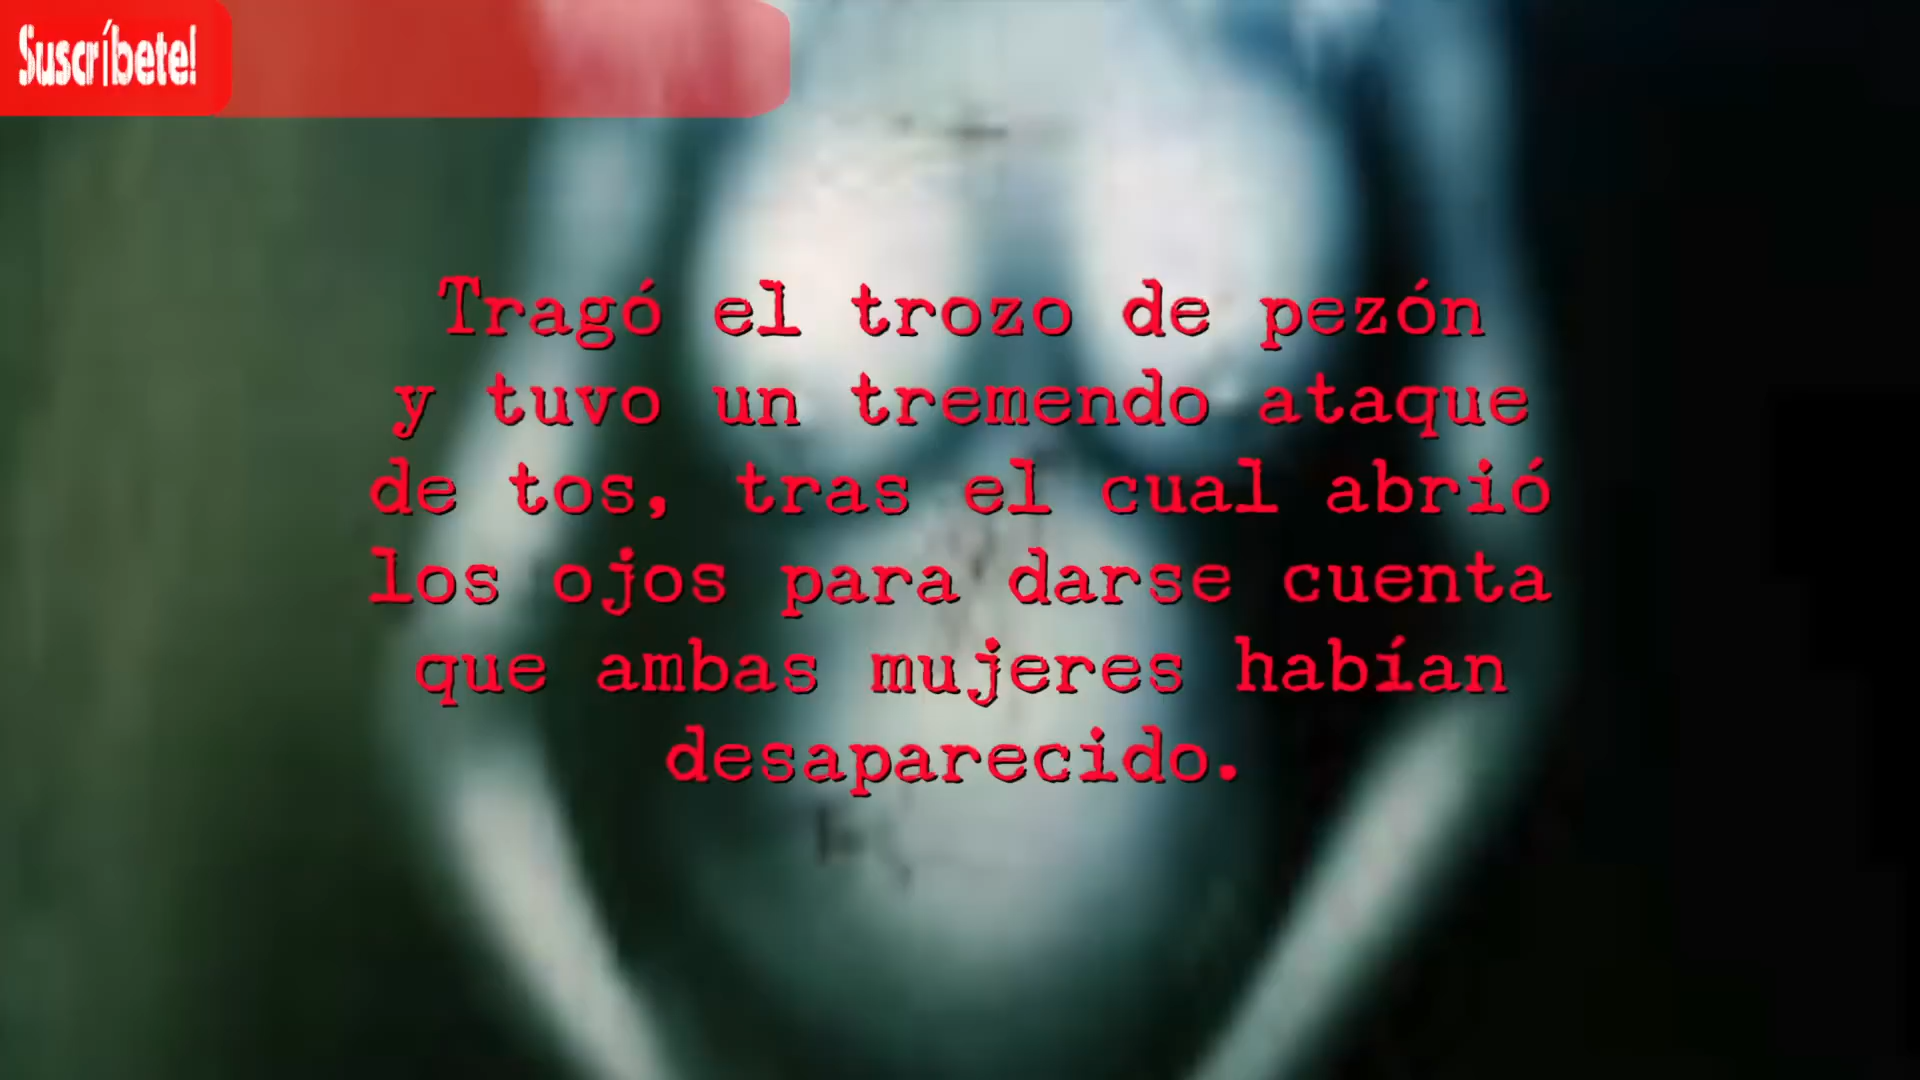 Suscríbete!
Tragó el trozo de pezón
y tuvo un tremendo ataque
de tos, tras el cual abrió
los ojos para darse cuenta
que ambas mujeres habían
desaparecido.